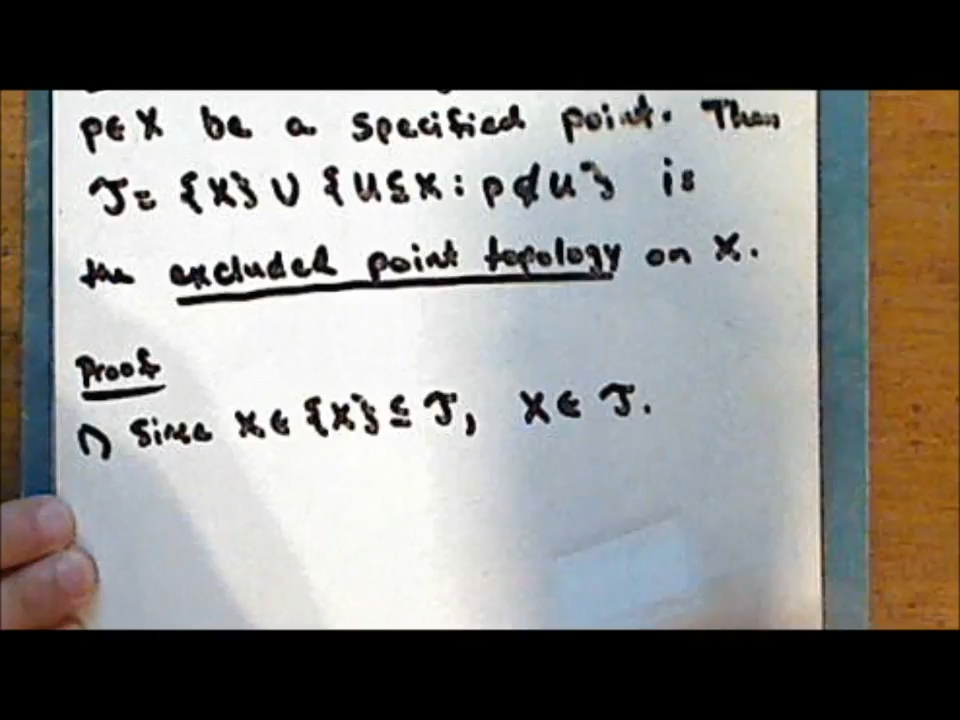 p∈X be a specified point. Then
𝒯= {X} ∪ {U⊆X : p∉U} is
the excluded point topology on X.
Proof
1) Since X∈ {X} ⊆ 𝒯, X∈ 𝒯.